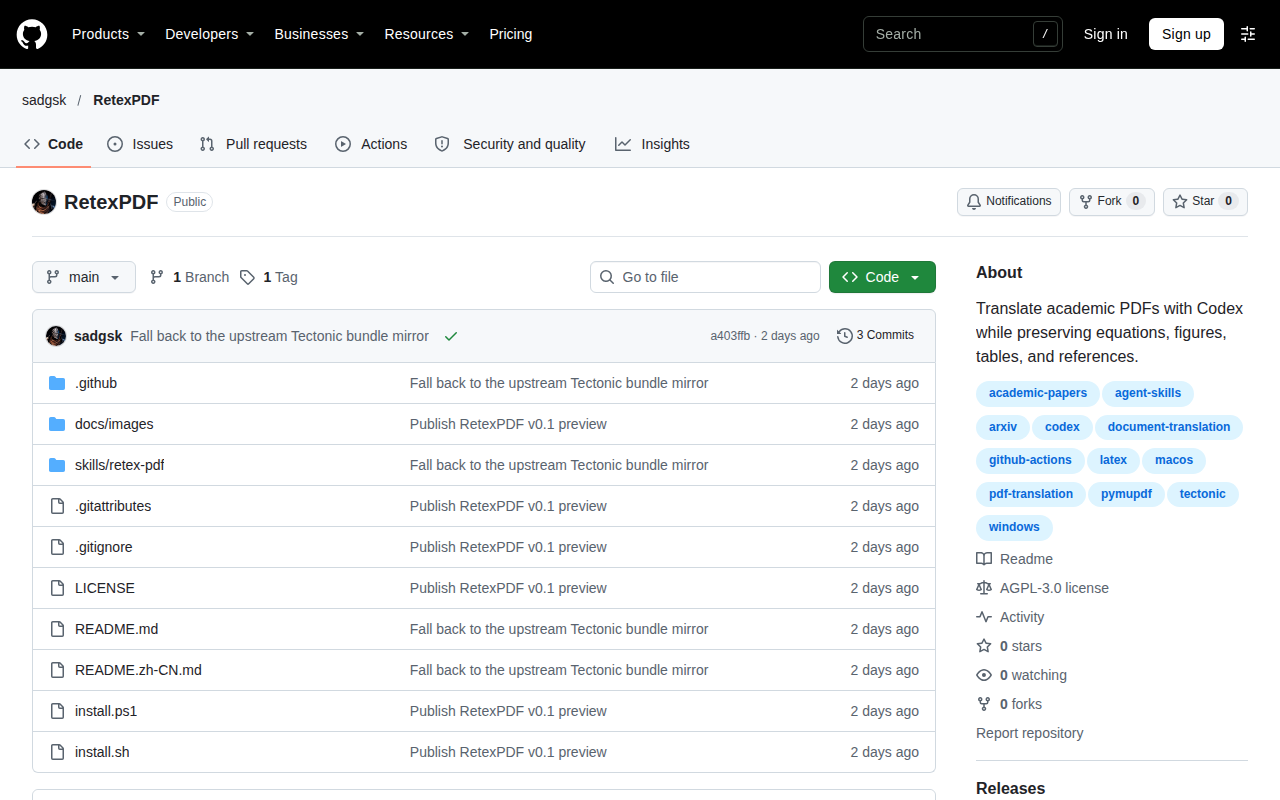 Products Developers Businesses Resources Pricing Search / Sign in Sign up
sadgsk / RetexPDF
Code Issues Pull requests Actions Security and quality Insights
RetexPDF Public Notifications Fork 0 Star 0
main 1 Branch 1 Tag Go to file Code
sadgsk Fall back to the upstream Tectonic bundle mirror a403ffb · 2 days ago 3 Commits
.github Fall back to the upstream Tectonic bundle mirror 2 days ago
docs/images Publish RetexPDF v0.1 preview 2 days ago
skills/retex-pdf Fall back to the upstream Tectonic bundle mirror 2 days ago
.gitattributes Publish RetexPDF v0.1 preview 2 days ago
.gitignore Publish RetexPDF v0.1 preview 2 days ago
LICENSE Publish RetexPDF v0.1 preview 2 days ago
README.md Fall back to the upstream Tectonic bundle mirror 2 days ago
README.zh-CN.md Fall back to the upstream Tectonic bundle mirror 2 days ago
install.ps1 Publish RetexPDF v0.1 preview 2 days ago
install.sh Publish RetexPDF v0.1 preview 2 days ago
About
Translate academic PDFs with Codex
while preserving equations, figures,
tables, and references.
academic-papers agent-skills
arxiv codex document-translation
github-actions latex macos
pdf-translation pymupdf tectonic
windows
Readme
AGPL-3.0 license
Activity
0 stars
0 watching
0 forks
Report repository
Releases